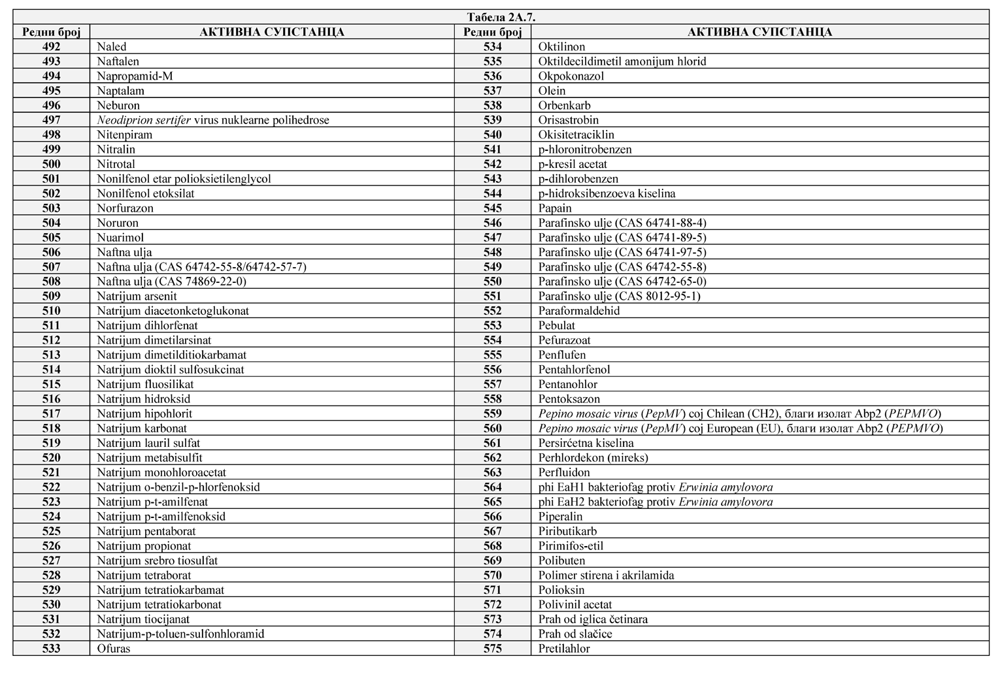 Табела 2А.7.
Редни број АКТИВНА СУПСТАНЦА Редни број АКТИВНА СУПСТАНЦА
492 Naled 534 Oktilinon
493 Naftalen 535 Oktildecildimetil amonijum hlorid
494 Napropamid-M 536 Okpokonazol
495 Naptalam 537 Olein
496 Neburon 538 Orbenkarb
497 Neodiprion sertifer virus nuklearne polihedrose 539 Orisastrobin
498 Nitenpiram 540 Okisitetraciklin
499 Nitralin 541 p-hloronitrobenzen
500 Nitrotal 542 p-kresil acetat
501 Nonilfenol etar polioksietilenglycol 543 p-dihlorobenzen
502 Nonilfenol etoksilat 544 p-hidroksibenzoeva kiselina
503 Norfurazon 545 Papain
504 Noruron 546 Parafinsko ulje (CAS 64741-88-4)
505 Nuarimol 547 Parafinsko ulje (CAS 64741-89-5)
506 Naftna ulja 548 Parafinsko ulje (CAS 64741-97-5)
507 Naftna ulja (CAS 64742-55-8/64742-57-7) 549 Parafinsko ulje (CAS 64742-55-8)
508 Naftna ulja (CAS 74869-22-0) 550 Parafinsko ulje (CAS 64742-65-0)
509 Natrijum arsenit 551 Parafinsko ulje (CAS 8012-95-1)
510 Natrijum diacetonketoglukonat 552 Paraformaldehid
511 Natrijum dihlorfenat 553 Pebulat
512 Natrijum dimetilarsinat 554 Pefurazoat
513 Natrijum dimetilditiokarbamat 555 Penflufen
514 Natrijum dioktil sulfosukcinat 556 Pentahlorfenol
515 Natrijum fluosilikat 557 Pentanohlor
516 Natrijum hidroksid 558 Pentoksazon
517 Natrijum hipohlorit 559 Pepino mosaic virus (PepMV) сој Chilean (CH2), благи изолат Abp2 (PEPMVO)
518 Natrijum karbonat 560 Pepino mosaic virus (PepMV) сој European (EU), благи изолат Abp2 (PEPMVO)
519 Natrijum lauril sulfat 561 Persirćetna kiselina
520 Natrijum metabisulfit 562 Perhlordekon (mireks)
521 Natrijum monohloroacetat 563 Perfluidon
522 Natrijum o-benzil-p-hlorfenoksid 564 phi EaH1 bakteriofag protiv Erwinia amylovora
523 Natrijum p-t-amilfenat 565 phi EaH2 bakteriofag protiv Erwinia amylovora
524 Natrijum p-t-amilfenoksid 566 Piperalin
525 Natrijum pentaborat 567 Piributikarb
526 Natrijum propionat 568 Pirimifos-etil
527 Natrijum srebro tiosulfat 569 Polibuten
528 Natrijum tetraborat 570 Polimer stirena i akrilamida
529 Natrijum tetratiokarbamat 571 Polioksin
530 Natrijum tetratiokarbonat 572 Polivinil acetat
531 Natrijum tiocijanat 573 Prah od iglica četinara
532 Natrijum-p-toluen-sulfonhloramid 574 Prah od slačice
533 Ofuras 575 Pretilahlor